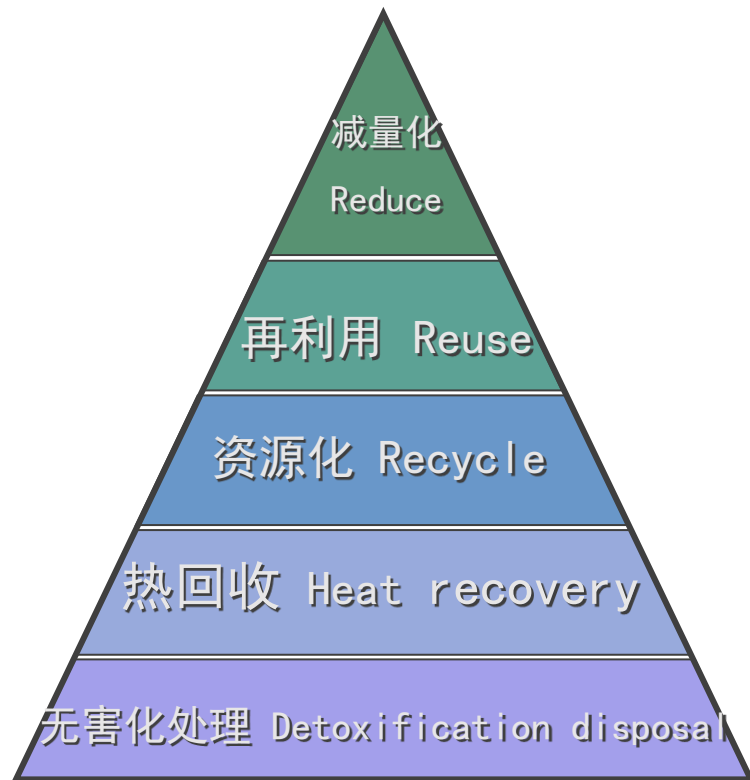 减量化
Reduce
再利用 Reuse
资源化 Recycle
热回收 Heat recovery
无害化处理 Detoxification disposal